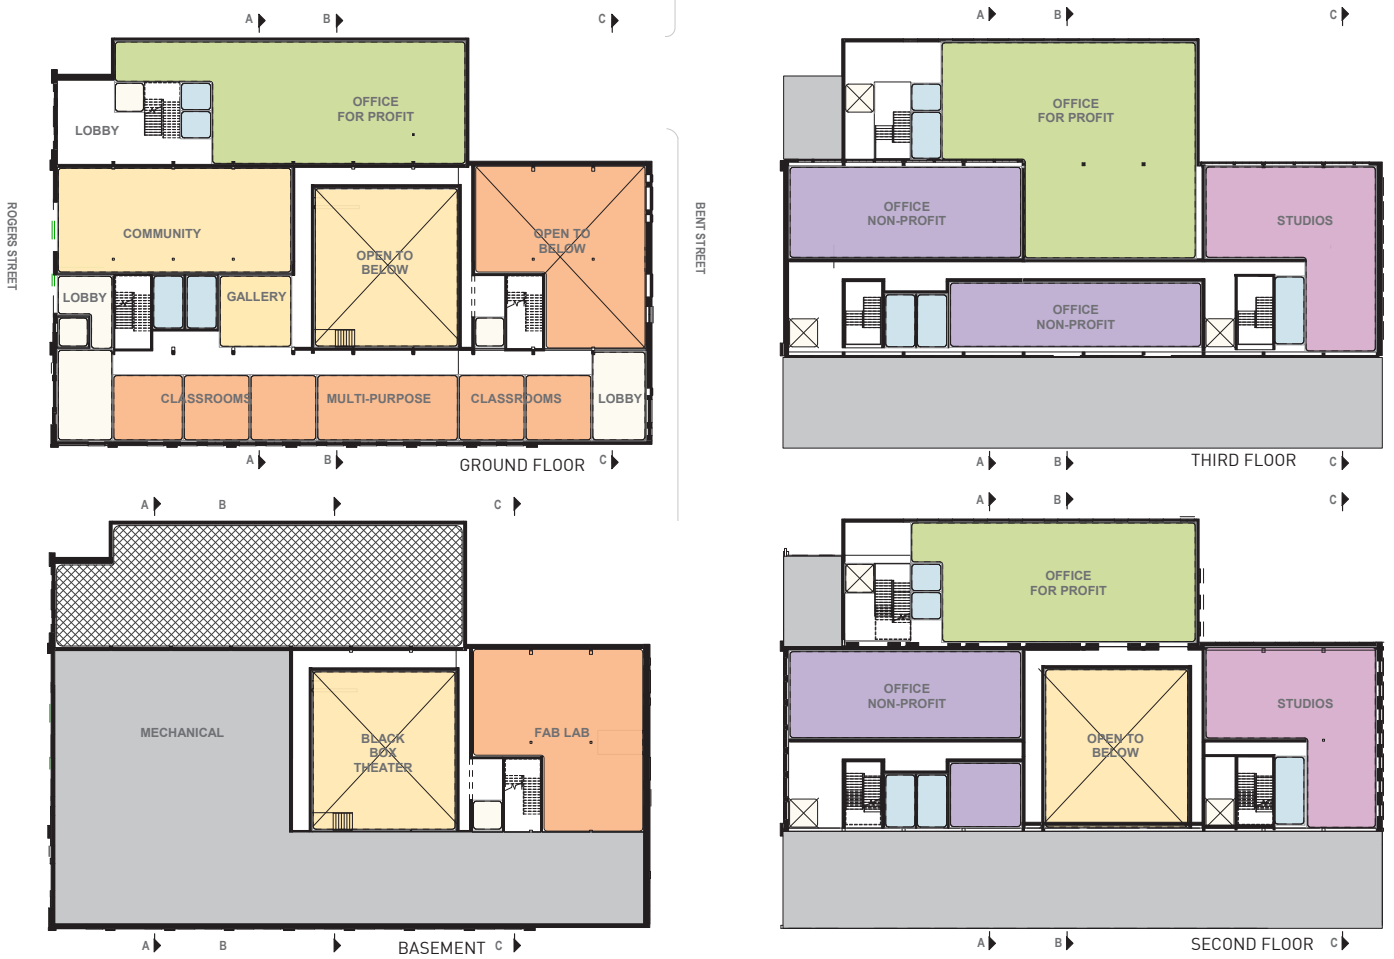 A B C
OFFICE
FOR PROFIT
LOBBY
COMMUNITY
OPEN TO
BELOW
OPEN TO
BELOW
LOBBY
GALLERY
CLASSROOMS MULTI-PURPOSE CLASSROOMS LOBBY
A B C
GROUND FLOOR
ROGERS STREET
BENT STREET
A B C
OFFICE
FOR PROFIT
OFFICE
NON-PROFIT
STUDIOS
OFFICE
NON-PROFIT
A B C
THIRD FLOOR
A B C
MECHANICAL
BLACK
BOX
THEATER
FAB LAB
A B C
BASEMENT
A B C
OFFICE
FOR PROFIT
OFFICE
NON-PROFIT
STUDIOS
OPEN TO
BELOW
A B C
SECOND FLOOR